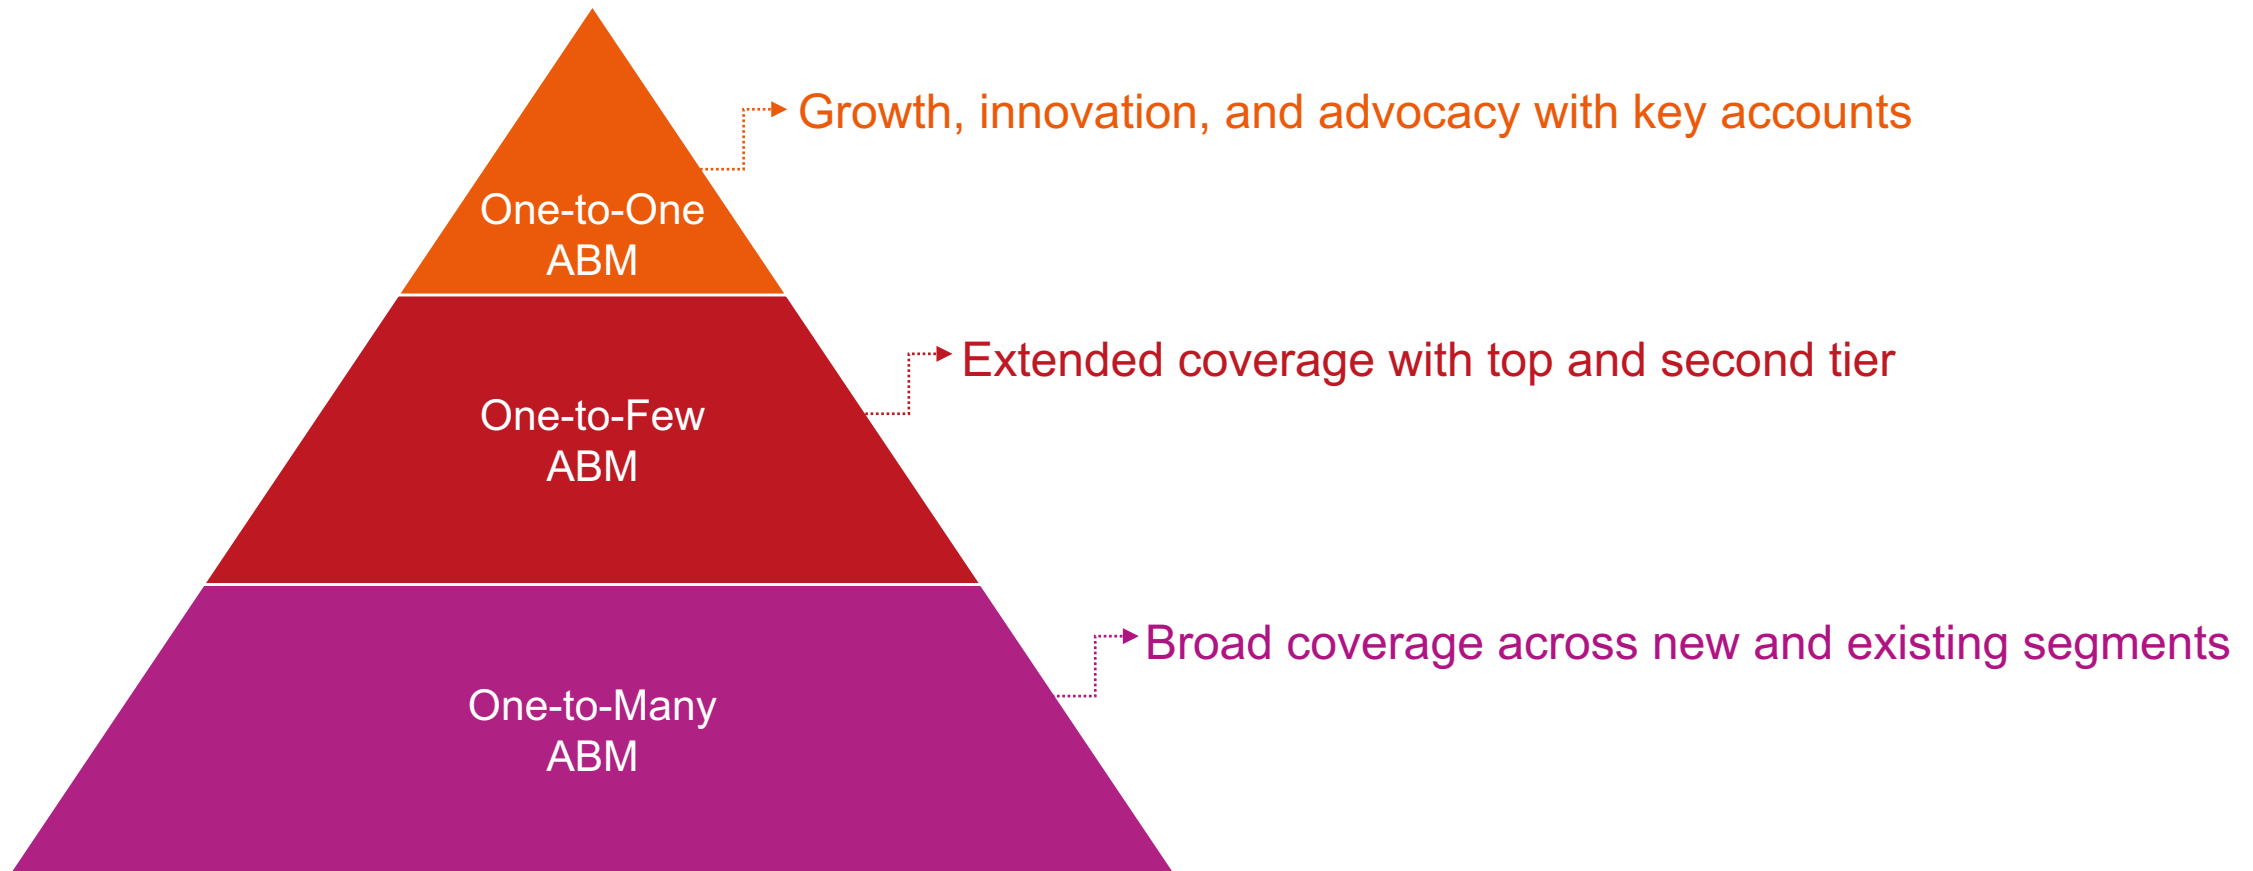 Growth, innovation, and advocacy with key accounts
One-to-One
ABM
Extended coverage with top and second tier
One-to-Few
ABM
Broad coverage across new and existing segments
One-to-Many
ABM